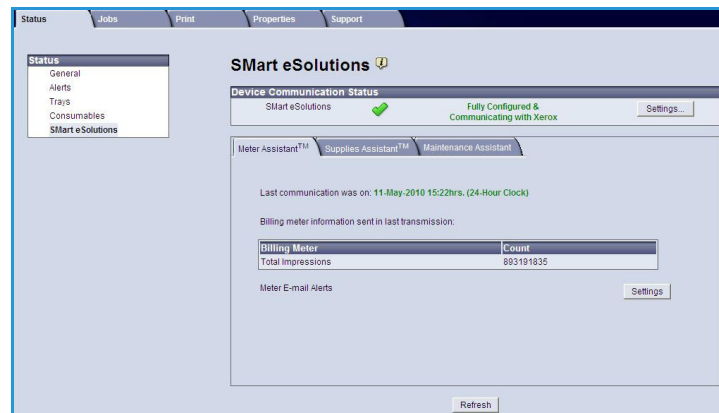 Status Jobs Print Properties Support
Status
General
Alerts
Trays
Consumables
SMart eSolutions
SMart eSolutions
Device Communication Status
SMart eSolutions
Fully Configured &
Communicating with Xerox
Settings...
Meter Assistant™ Supplies Assistant™ Maintenance Assistant
Last communication was on: 11-May-2010 15:22hrs. (24-Hour Clock)
Billing meter information sent in last transmission:
Billing Meter Count
Total Impressions 893191835
Meter E-mail Alerts
Settings
Refresh